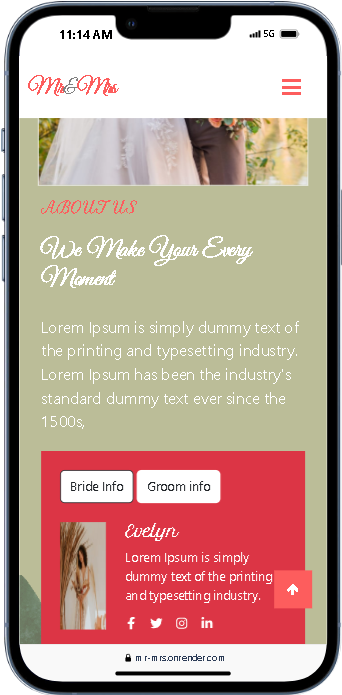 11:14 AM
5G
Mr&Mrs
ABOUT US
We Make Your Every
Moment
Lorem Ipsum is simply dummy text of
the printing and typesetting industry.
Lorem Ipsum has been the industry's
standard dummy text ever since the
1500s,
Bride Info
Groom info
Evelyn
Lorem Ipsum is simply
dummy text of the printing
and typesetting industry.
mr-mrs.onrender.com